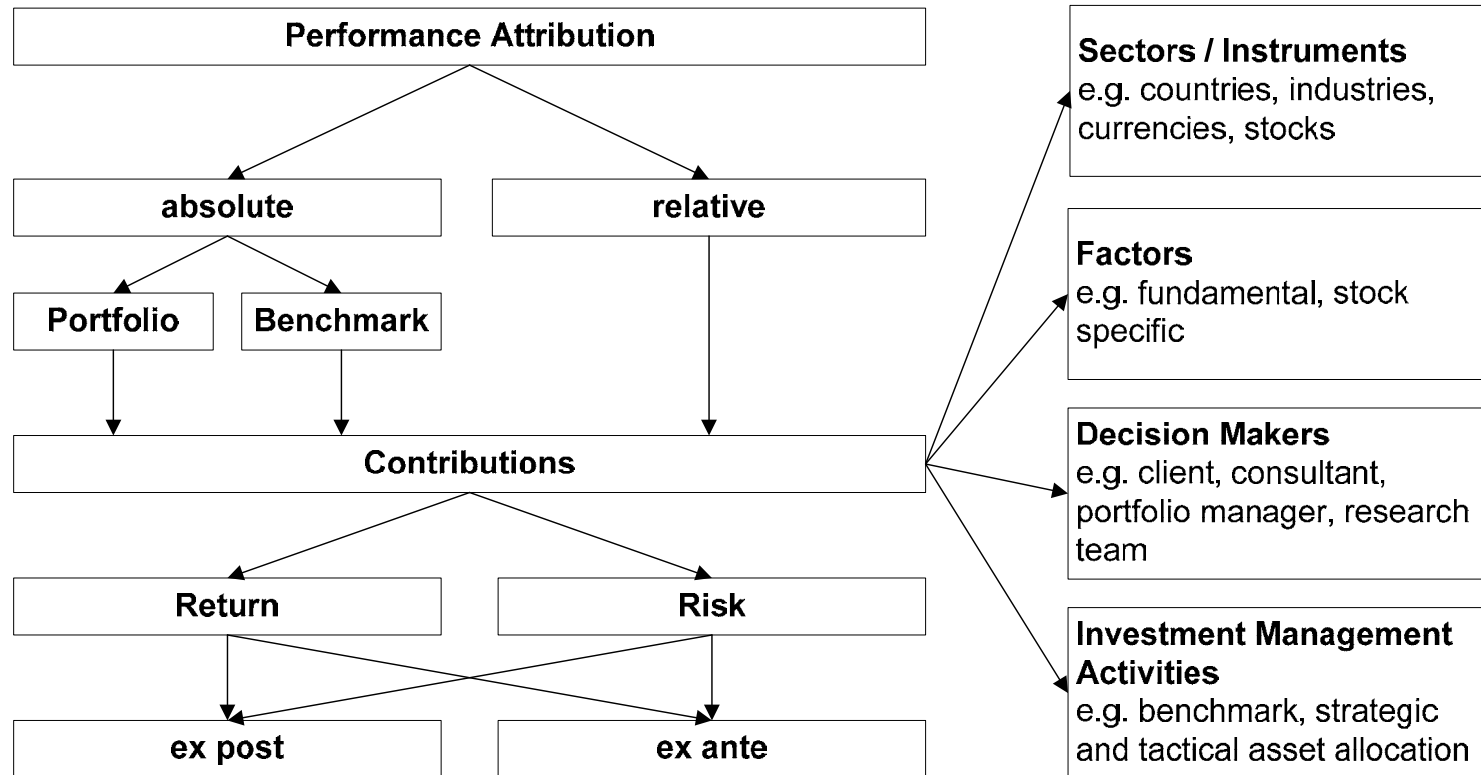 Performance Attribution
absolute
relative
Portfolio
Benchmark
Contributions
Return
Risk
ex post
ex ante
Sectors / Instruments
e.g. countries, industries,
currencies, stocks
Factors
e.g. fundamental, stock
specific
Decision Makers
e.g. client, consultant,
portfolio manager, research
team
Investment Management
Activities
e.g. benchmark, strategic
and tactical asset allocation